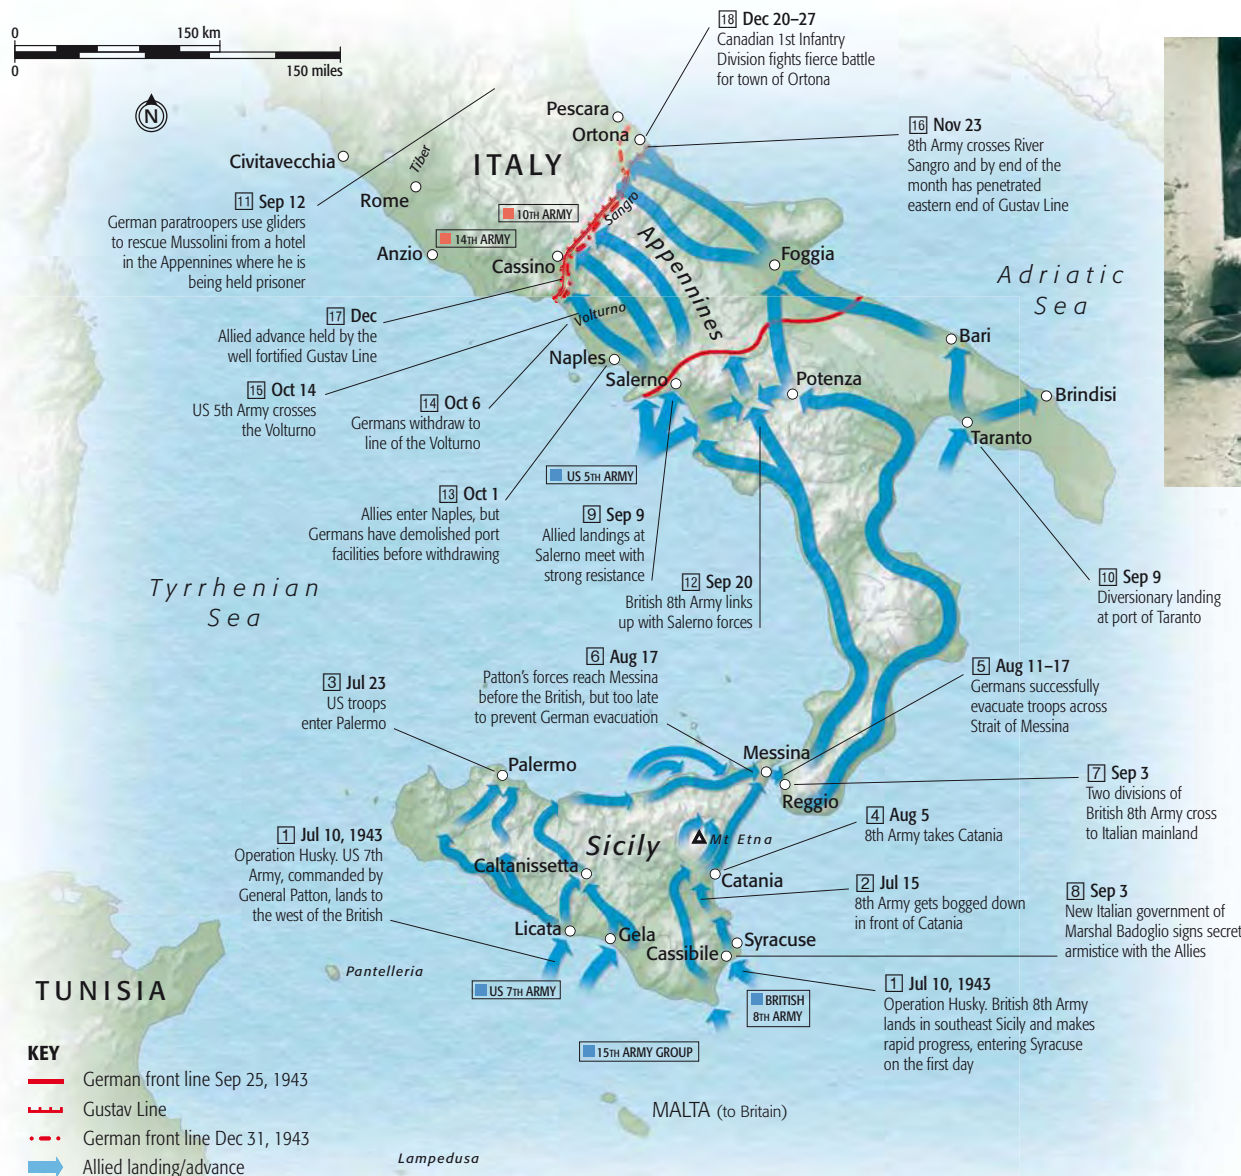 0 150 km
0 150 miles
N
18 Dec 20–27
Canadian 1st Infantry
Division fights fierce battle
for town of Ortona
Pescara
Ortona
ITALY
Civitavecchia
Tiber
Rome
16 Nov 23
8th Army crosses River
Sangro and by end of the
month has penetrated
eastern end of Gustav Line
11 Sep 12
German paratroopers use gliders
to rescue Mussolini from a hotel
in the Appennines where he is
being held prisoner
10TH ARMY
14TH ARMY
Sangro
Anzio
Cassino
Appennines
Foggia
Adriatic
Sea
17 Dec
Allied advance held by the
well fortified Gustav Line
Volturno
Bari
Naples
Salerno
Potenza
Brindisi
15 Oct 14
US 5th Army crosses
the Volturno
14 Oct 6
Germans withdraw to
line of the Volturno
Taranto
US 5TH ARMY
13 Oct 1
Allies enter Naples, but
Germans have demolished port
facilities before withdrawing
9 Sep 9
Allied landings at
Salerno meet with
strong resistance
12 Sep 20
British 8th Army links
up with Salerno forces
10 Sep 9
Diversionary landing
at port of Taranto
Tyrrhenian
Sea
6 Aug 17
Patton's forces reach Messina
before the British, but too late
to prevent German evacuation
5 Aug 11–17
Germans successfully
evacuate troops across
Strait of Messina
3 Jul 23
US troops
enter Palermo
Messina
Palermo
Reggio
7 Sep 3
Two divisions of
British 8th Army cross
to Italian mainland
4 Aug 5
8th Army takes Catania
1 Jul 10, 1943
Operation Husky. US 7th
Army, commanded by
General Patton, lands to
the west of the British
Sicily
Mt Etna
Caltanissetta
Catania
2 Jul 15
8th Army gets bogged down
in front of Catania
8 Sep 3
New Italian government of
Marshal Badoglio signs secret
armistice with the Allies
Licata
Gela
Syracuse
Cassibile
Pantelleria
TUNISIA
US 7TH ARMY
BRITISH
8TH ARMY
1 Jul 10, 1943
Operation Husky. British 8th Army
lands in southeast Sicily and makes
rapid progress, entering Syracuse
on the first day
15TH ARMY GROUP
KEY
German front line Sep 25, 1943
Gustav Line
German front line Dec 31, 1943
Allied landing/advance
MALTA (to Britain)
Lampedusa